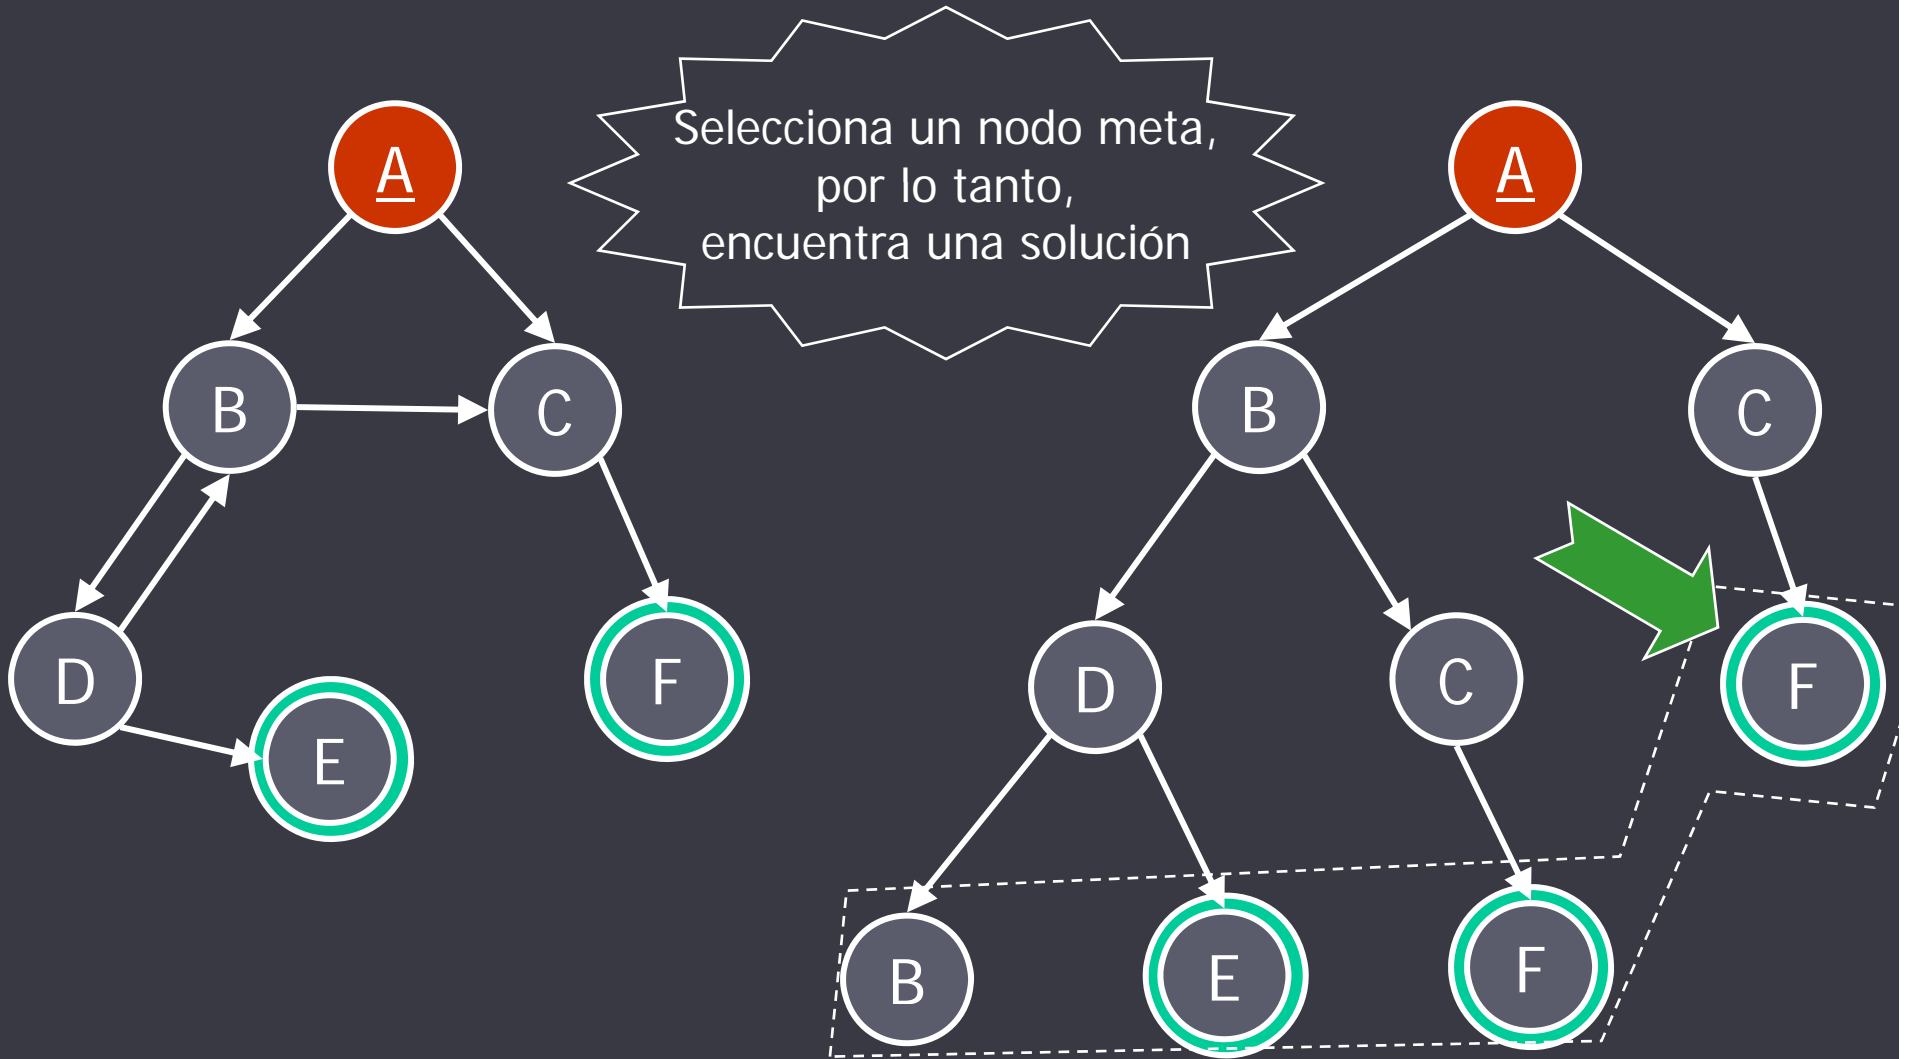 Selecciona un nodo meta,
por lo tanto,
encuentra una solución
A
B
C
D
E
F
A
B
C
D
C
F
B
E
F